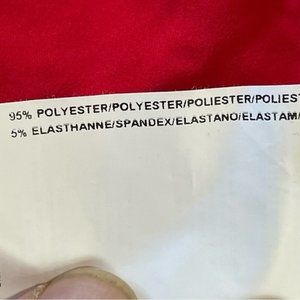 95% POLYESTER/POLYESTER/POLIESTER/POLIEST
5% ELASTHANNE/SPANDEX/ELASTANO/ELASTAM/